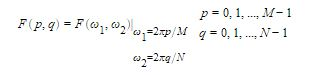 F(p, q) = F(ω₁, ω₂)|ω₁=2πp/M  p = 0, 1, ..., M−1
ω₂=2πq/N  q = 0, 1, ..., N−1